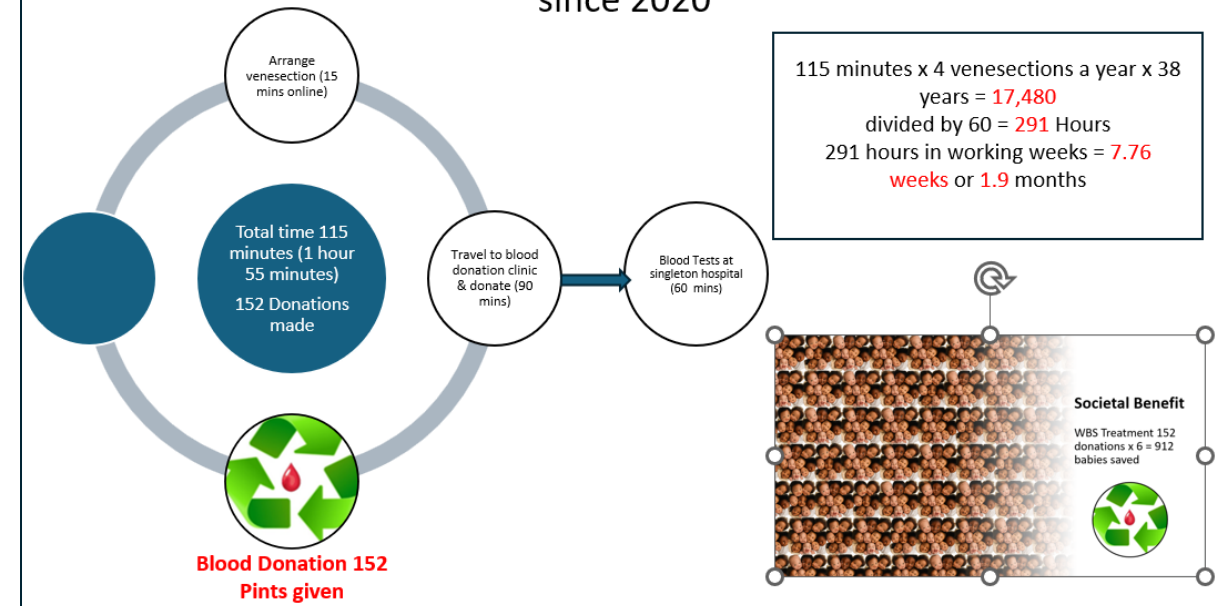 since 2020
Arrange
venesection (15
mins online)
Total time 115
minutes (1 hour
55 minutes)
152 Donations
made
Travel to blood
donation clinic
& donate (90
mins)
Blood Tests at
singleton hospital
(60 mins)
Blood Donation 152
Pints given
115 minutes x 4 venesections a year x 38
years = 17,480
divided by 60 = 291 Hours
291 hours in working weeks = 7.76
weeks or 1.9 months
Societal Benefit
WBS Treatment 152
donations x 6 = 912
babies saved